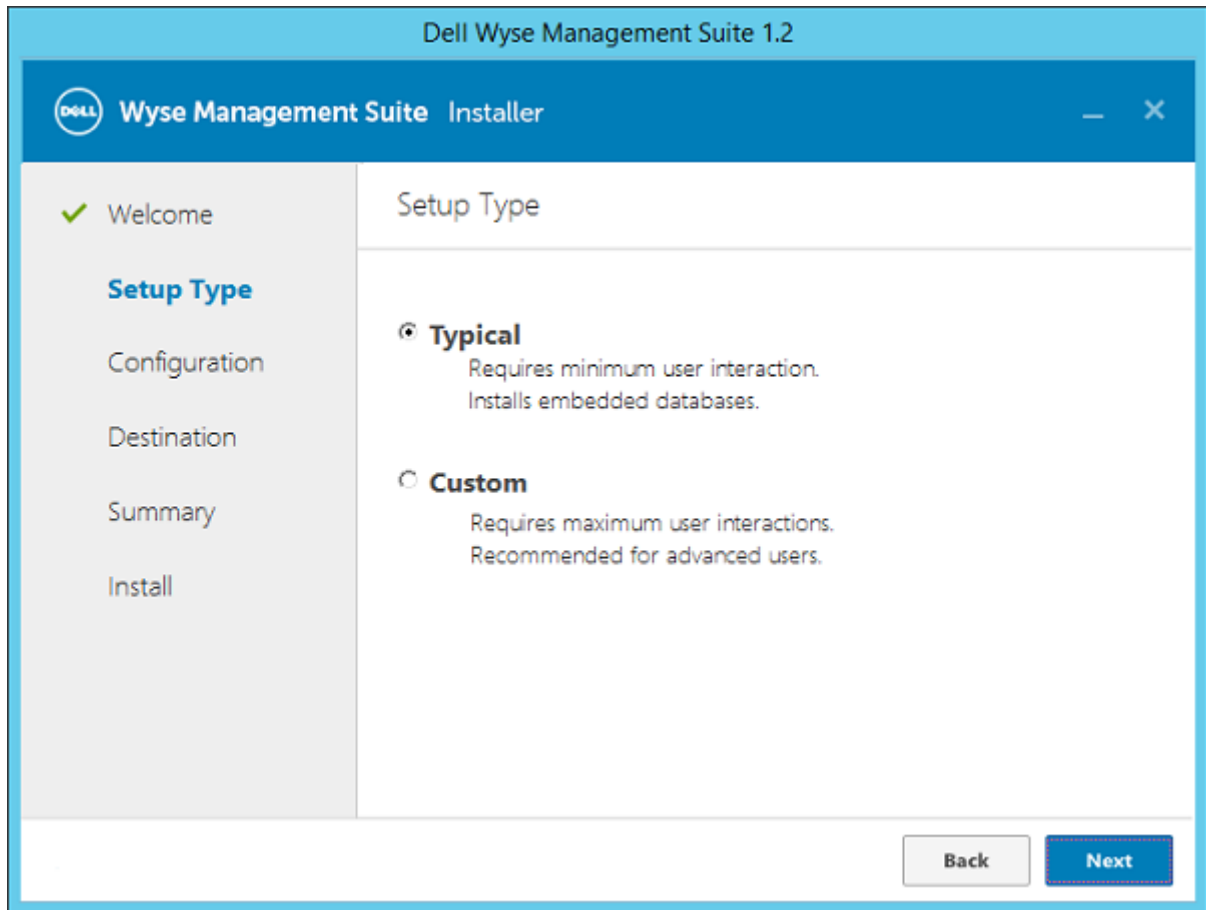 Dell Wyse Management Suite 1.2
DELL Wyse Management Suite Installer
Welcome
Setup Type
Configuration
Destination
Summary
Install
Setup Type
Typical
Requires minimum user interaction.
Installs embedded databases.
Custom
Requires maximum user interactions.
Recommended for advanced users.
Back
Next